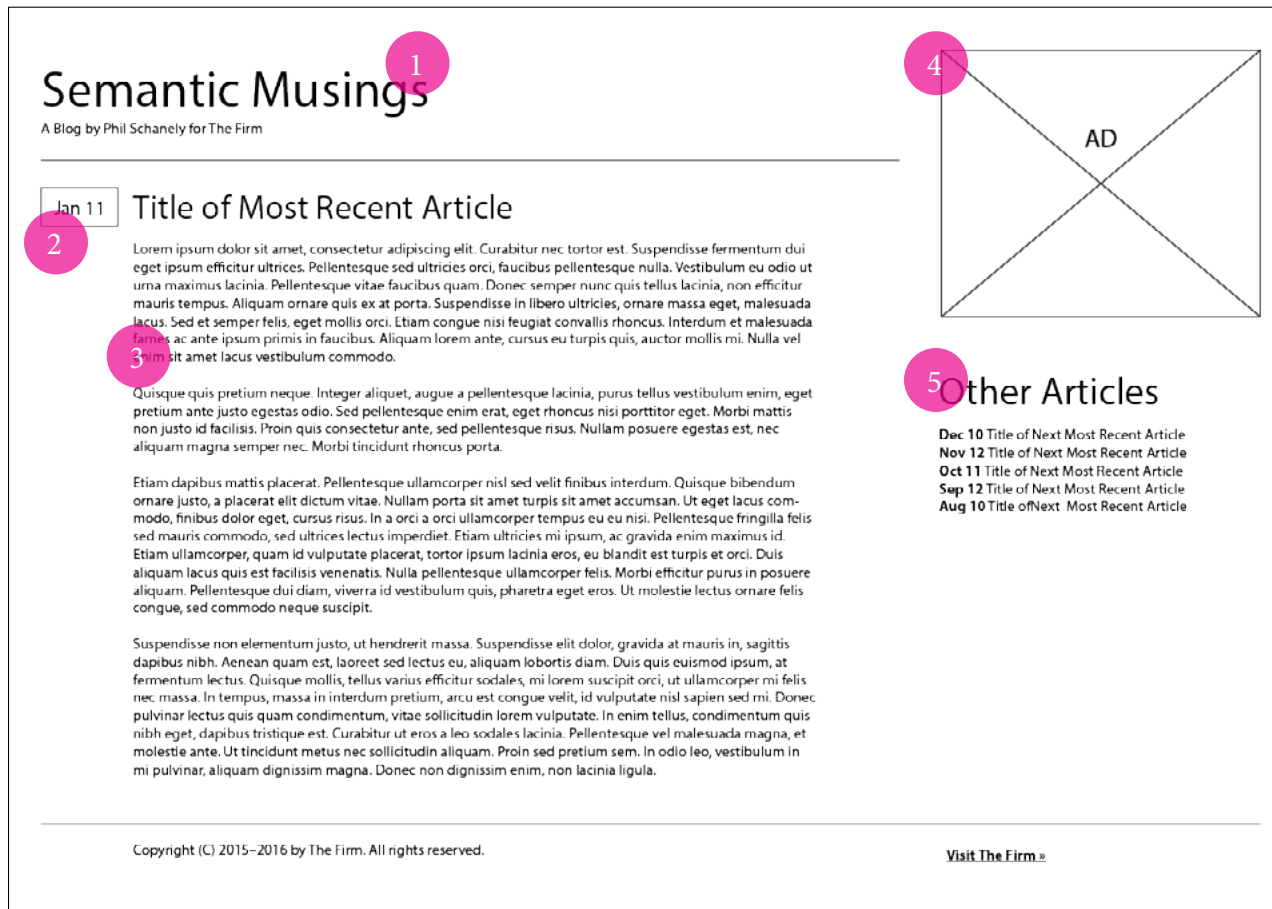 1
Semantic Musings
A Blog by Phil Schanely for The Firm
2
Jan 11
Title of Most Recent Article
3
Lorem ipsum dolor sit amet, consectetur adipiscing elit. Curabitur nec tortor est. Suspendisse fermentum dui
eget ipsum efficitur ultrices. Pellentesque sed ultricies orci, faucibus pellentesque nulla. Vestibulum eu odio ut
urna maximus lacinia. Pellentesque vitae faucibus quam. Donec semper nunc quis tellus lacinia, non efficitur
mauris tempus. Aliquam ornare quis ex at porta. Suspendisse in libero ultricies, ornare massa eget, malesuada
lacus. Sed et semper felis, eget mollis orci. Etiam congue nisi feugiat convallis rhoncus. Interdum et malesuada
fames ac ante ipsum primis in faucibus. Aliquam lorem ante, cursus eu turpis quis, auctor mollis mi. Nulla vel
enim sit amet lacus vestibulum commodo.
Quisque quis pretium neque. Integer aliquet, augue a pellentesque lacinia, purus tellus vestibulum enim, eget
pretium ante justo egestas odio. Sed pellentesque enim erat, eget rhoncus nisi porttitor eget. Morbi mattis
non justo id facilisis. Proin quis consectetur ante, sed pellentesque risus. Nullam posuere egestas est, nec
aliquam magna semper nec. Morbi tincidunt rhoncus porta.
Etiam dapibus mattis placerat. Pellentesque ullamcorper nisl sed velit finibus interdum. Quisque bibendum
ornare justo, a placerat elit dictum vitae. Nullam porta sit amet turpis sit amet accumsan. Ut eget lacus com-
modo, finibus dolor eget, cursus risus. In a orci a orci ullamcorper tempus eu eu nisi. Pellentesque fringilla felis
sed mauris commodo, sed ultrices lectus imperdiet. Etiam ultricies mi ipsum, ac gravida enim maximus id.
Etiam ullamcorper, quam id vulputate placerat, tortor ipsum lacinia eros, eu blandit est turpis et orci. Duis
aliquam lacus quis est facilisis venenatis. Nulla pellentesque ullamcorper felis. Morbi efficitur purus in posuere
aliquam. Pellentesque dui diam, viverra id vestibulum quis, pharetra eget eros. Ut molestie lectus ornare felis
congue, sed commodo neque suscipit.
Suspendisse non elementum justo, ut hendrerit massa. Suspendisse elit dolor, gravida at mauris in, sagittis
dapibus nibh. Aenean quam est, laoreet sed lectus eu, aliquam lobortis diam. Duis quis euismod ipsum, at
fermentum lectus. Quisque mollis, tellus varius efficitur sodales, mi lorem suscipit orci, ut ullamcorper mi felis
nec massa. In tempus, massa in interdum pretium, arcu est congue velit, id vulputate nisl sapien sed mi. Donec
pulvinar lectus quis quam condimentum, vitae sollicitudin lorem vulputate. In enim tellus, condimentum quis
nibh eget, dapibus tristique est. Curabitur ut eros a leo sodales lacinia. Pellentesque vel malesuada magna, et
molestie ante. Ut tincidunt metus nec sollicitudin aliquam. Proin sed pretium sem. In odio leo, vestibulum in
mi pulvinar, aliquam dignissim magna. Donec non dignissim enim, non lacinia ligula.
4
AD
5
Other Articles
Dec 10 Title of Next Most Recent Article
Nov 12 Title of Next Most Recent Article
Oct 11 Title of Next Most Recent Article
Sep 12 Title of Next Most Recent Article
Aug 10 Title ofNext Most Recent Article
Copyright (C) 2015–2016 by The Firm. All rights reserved.
Visit The Firm »